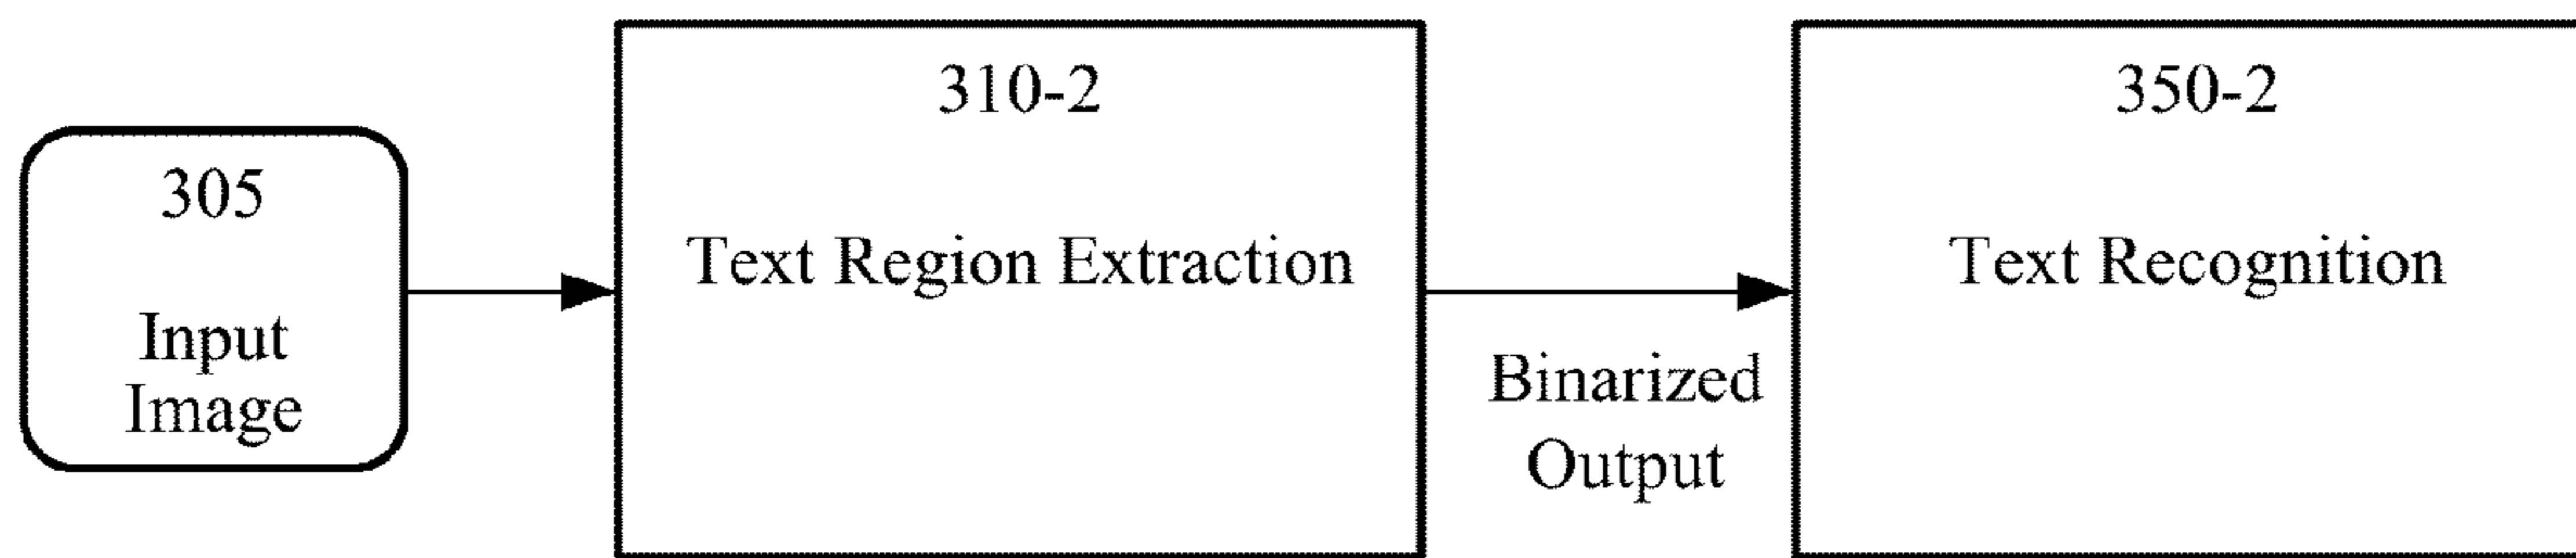 305
Input
Image
310-2
Text Region Extraction
Binarized
Output
350-2
Text Recognition